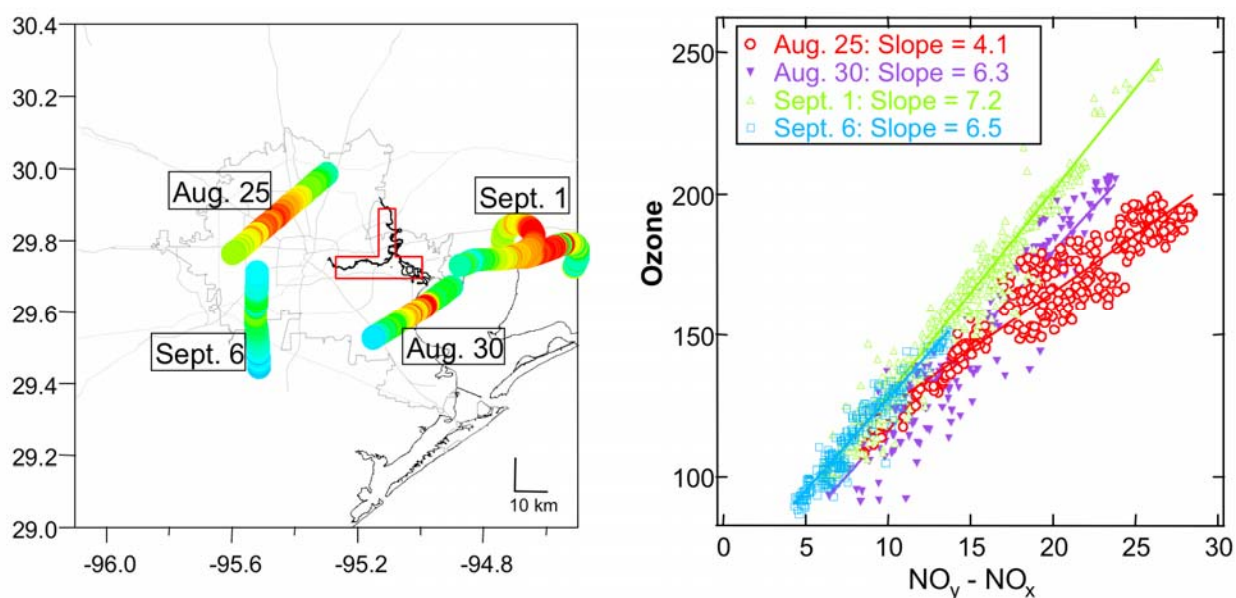 30.4
30.2
30.0
29.8
29.6
29.4
29.2
29.0
-96.0
-95.6
-95.2
-94.8
Aug. 25
Sept. 1
Sept. 6
Aug. 30
10 km
Ozone
250
200
150
100
Aug. 25: Slope = 4.1
Aug. 30: Slope = 6.3
Sept. 1: Slope = 7.2
Sept. 6: Slope = 6.5
0
5
10
15
20
25
30
NOy - NOx